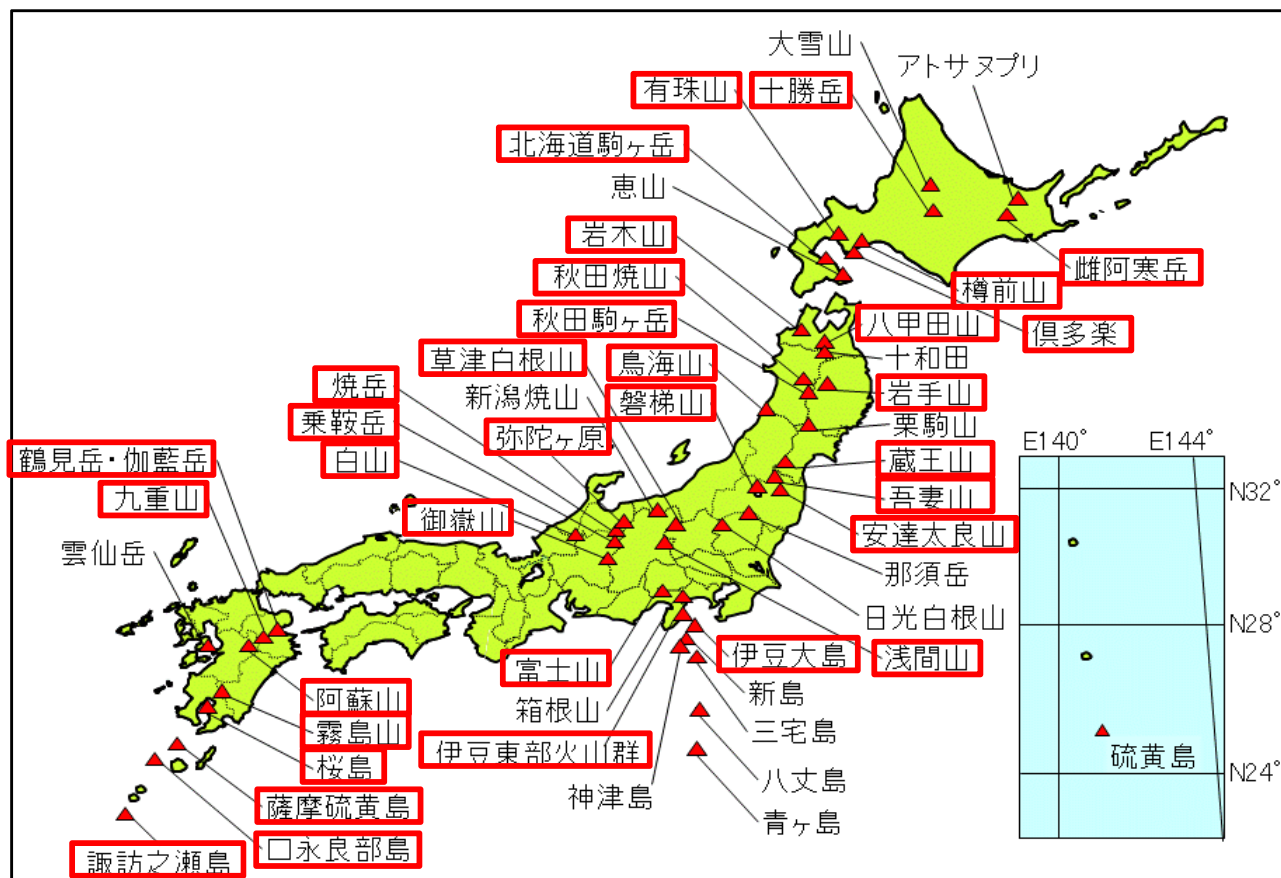 大雪山
アトサヌプリ
有珠山
十勝岳
北海道駒ヶ岳
恵山
岩木山
秋田焼山
雌阿寒岳
樽前山
秋田駒ヶ岳
八甲田山
倶多楽
草津白根山
鳥海山
十和田
焼岳
新潟焼山
磐梯山
岩手山
乗鞍岳
弥陀ヶ原
栗駒山
E140°
E144°
鶴見岳・伽藍岳
白山
蔵王山
九重山
御嶽山
吾妻山
N32°
雲仙岳
安達太良山
那須岳
日光白根山
N28°
富士山
伊豆大島
浅間山
阿蘇山
箱根山
新島
霧島山
伊豆東部火山群
三宅島
桜島
神津島
八丈島
硫黄島
N24°
薩摩硫黄島
青ヶ島
口永良部島
諏訪之瀬島